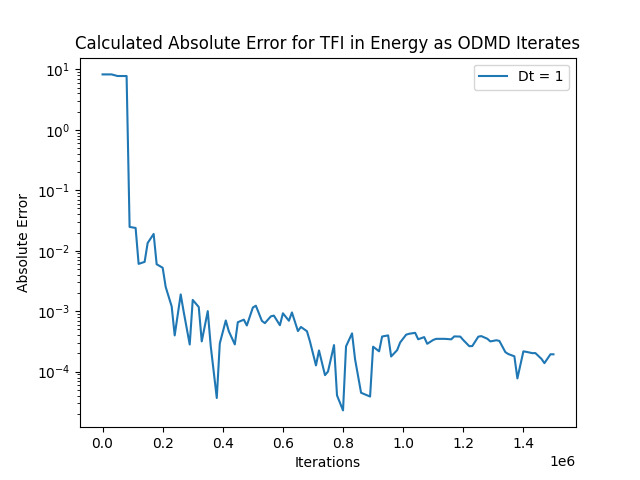 Calculated Absolute Error for TFI in Energy as ODMD Iterates
Dt = 1
Absolute Error
10¹
10⁰
10⁻¹
10⁻²
10⁻³
10⁻⁴
0.0 0.2 0.4 0.6 0.8 1.0 1.2 1.4
1e6
Iterations